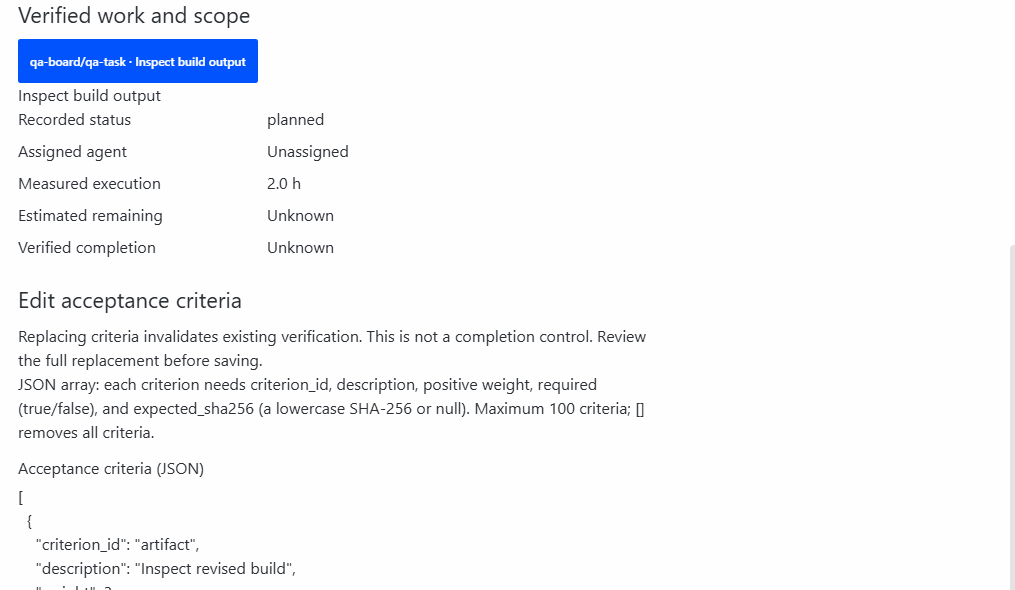 Verified work and scope
qa-board/qa-task · Inspect build output
Inspect build output
Recorded status planned
Assigned agent Unassigned
Measured execution 2.0 h
Estimated remaining Unknown
Verified completion Unknown
Edit acceptance criteria
Replacing criteria invalidates existing verification. This is not a completion control. Review
the full replacement before saving.
JSON array: each criterion needs criterion_id, description, positive weight, required
(true/false), and expected_sha256 (a lowercase SHA-256 or null). Maximum 100 criteria; []
removes all criteria.
Acceptance criteria (JSON)
[
{
"criterion_id": "artifact",
"description": "Inspect revised build",